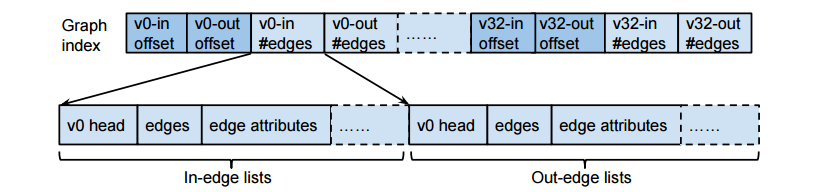 Graph index
v0-in offset
v0-out offset
v0-in #edges
v0-out #edges
......
v32-in offset
v32-out offset
v32-in #edges
v32-out #edges
v0 head
edges
edge attributes
......
v0 head
edges
edge attributes
......
In-edge lists
Out-edge lists